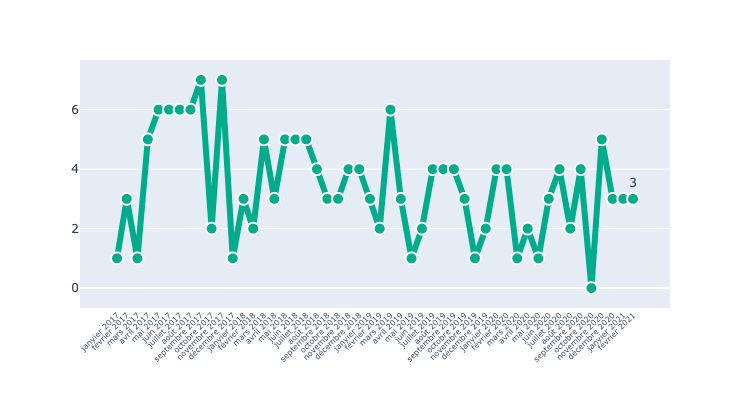 6
4
2
0
3
janvier 2017
février 2017
mars 2017
avril 2017
mai 2017
juin 2017
juillet 2017
août 2017
septembre 2017
octobre 2017
novembre 2017
décembre 2017
janvier 2018
février 2018
mars 2018
avril 2018
mai 2018
juin 2018
juillet 2018
août 2018
septembre 2018
octobre 2018
novembre 2018
décembre 2018
janvier 2019
février 2019
mars 2019
avril 2019
mai 2019
juin 2019
juillet 2019
août 2019
septembre 2019
octobre 2019
novembre 2019
décembre 2019
janvier 2020
février 2020
mars 2020
avril 2020
mai 2020
juin 2020
juillet 2020
août 2020
septembre 2020
octobre 2020
novembre 2020
décembre 2020
janvier 2021
février 2021